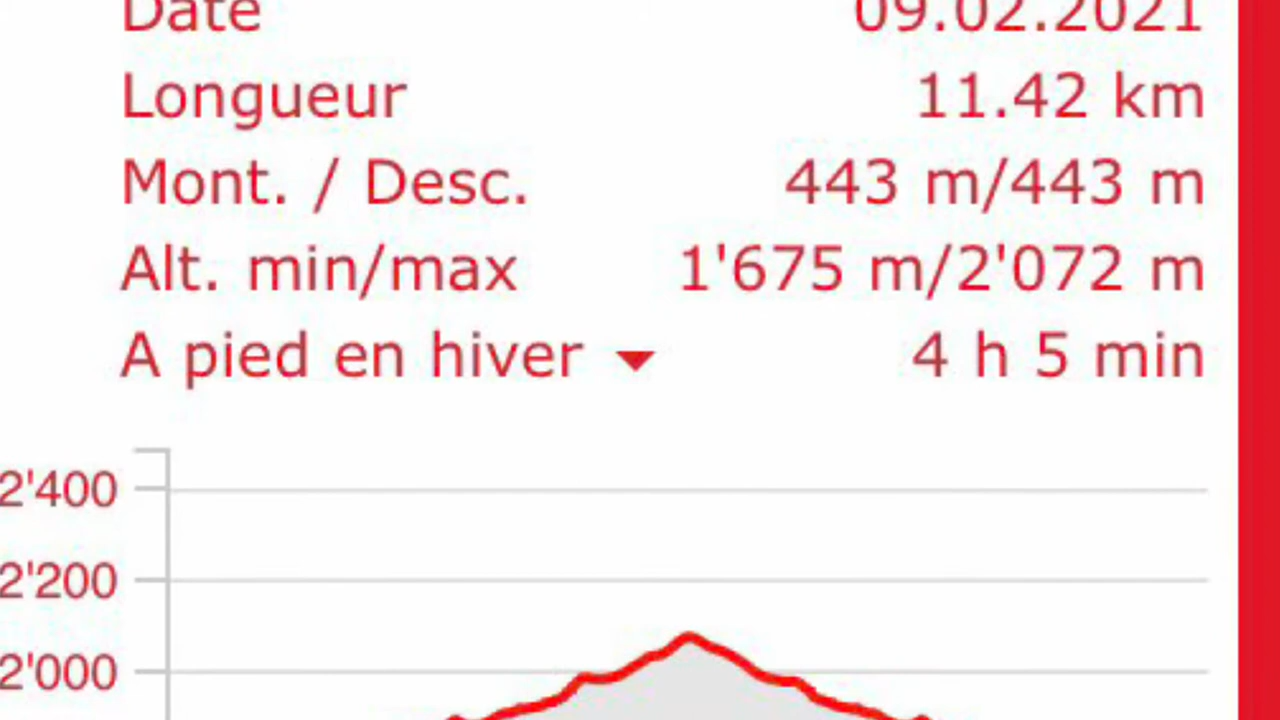 Date 09.02.2021
Longueur 11.42 km
Mont. / Desc. 443 m/443 m
Alt. min/max 1'675 m/2'072 m
A pied en hiver 4 h 5 min
2'400
2'200
2'000